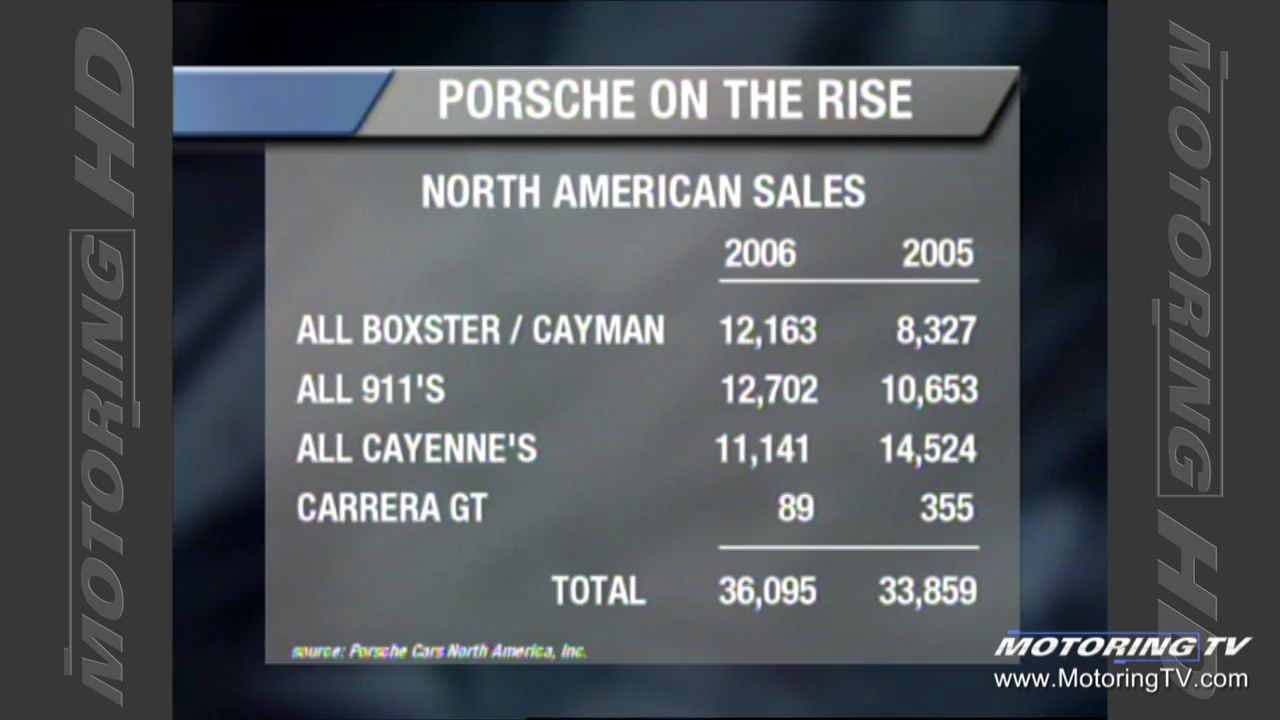 MOTORING HD
PORSCHE ON THE RISE
NORTH AMERICAN SALES
2006 2005
ALL BOXSTER / CAYMAN 12,163 8,327
ALL 911'S 12,702 10,653
ALL CAYENNE'S 11,141 14,524
CARRERA GT 89 355
TOTAL 36,095 33,859
source: Porsche Cars North America, Inc.
MOTORING HD
MOTORING TV
www.MotoringTV.com